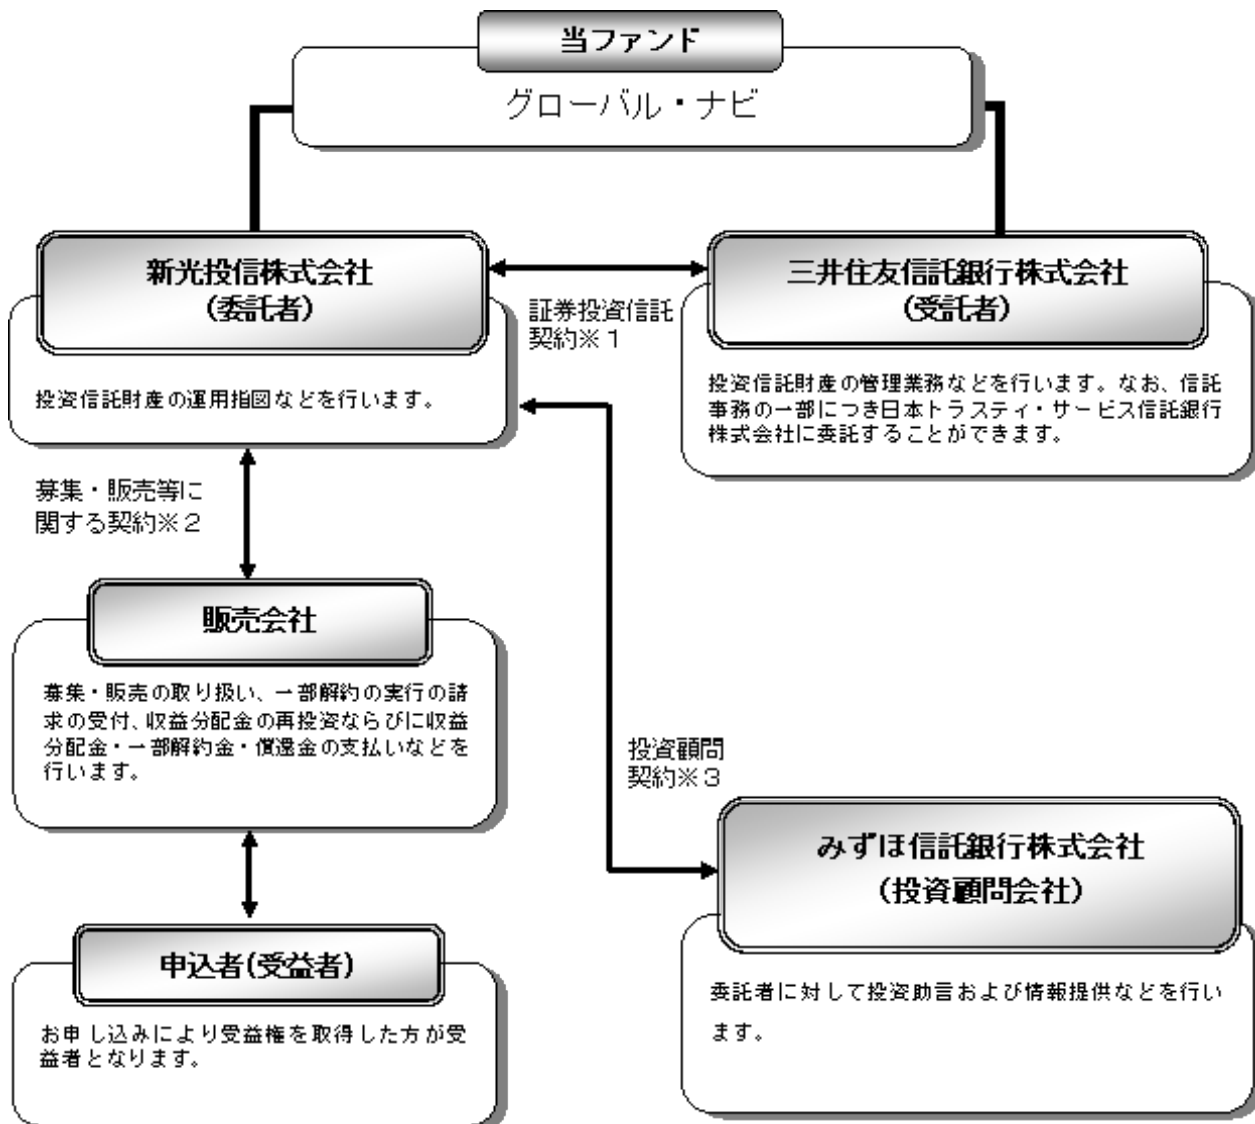 当ファンド
グローバル・ナビ
新光投信株式会社
(委託者)
投資信託財産の運用指図などを行います。
証券投資信託
契約※1
三井住友信託銀行株式会社
(受託者)
投資信託財産の管理業務などを行います。なお、信託
事務の一部につき日本トラスティ・サービス信託銀行
株式会社に委託することができます。
募集・販売等に
関する契約※2
販売会社
募集・販売の取り扱い、一部解約の実行の請
求の受付、収益分配金の再投資ならびに収益
分配金・一部解約金・償還金の支払いなどを
行います。
投資顧問
契約※3
みずほ信託銀行株式会社
(投資顧問会社)
委託者に対して投資助言および情報提供などを行い
ます。
申込者(受益者)
お申し込みにより受益権を取得した方が受
益者となります。